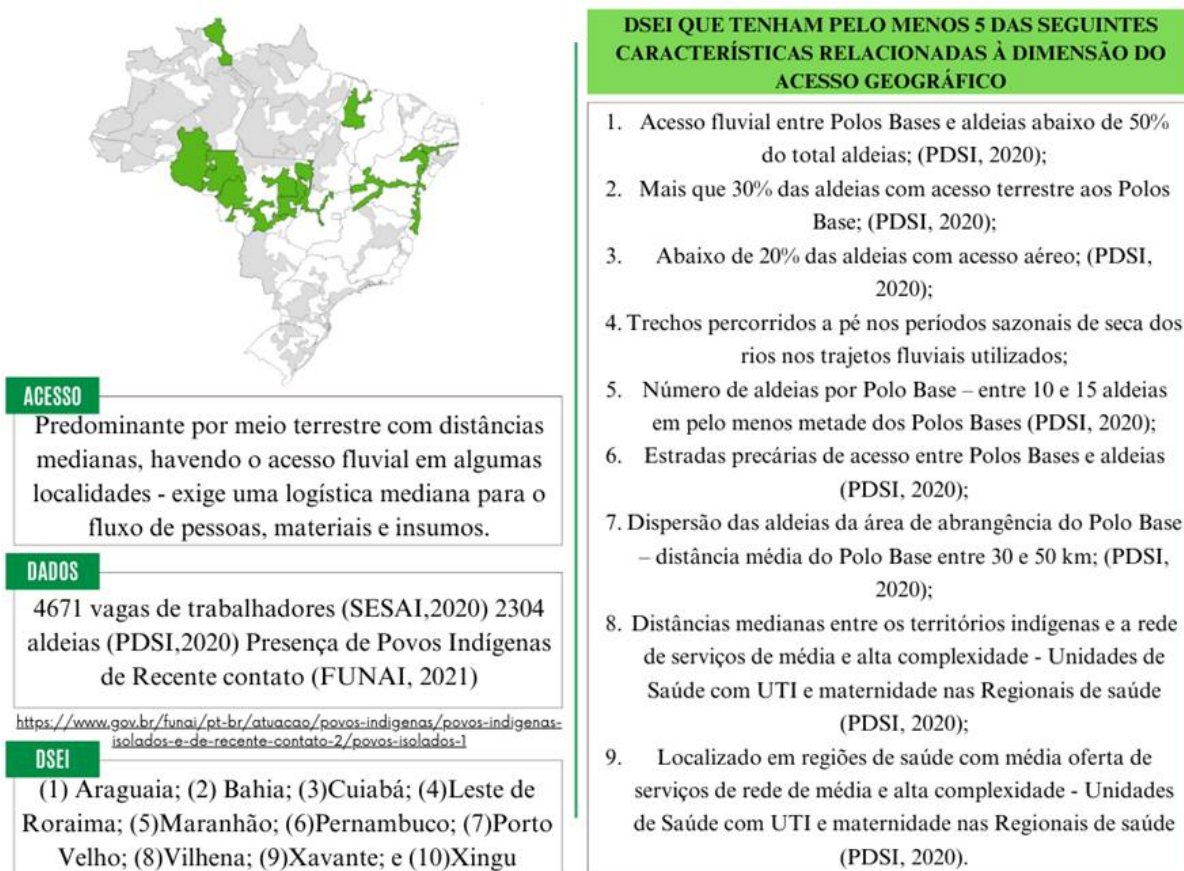 ACESSO
Predominante por meio terrestre com distâncias
medianas, havendo o acesso fluvial em algumas
localidades - exige uma logística mediana para o
fluxo de pessoas, materiais e insumos.
DADOS
4671 vagas de trabalhadores (SESAI,2020) 2304
aldeias (PDSI,2020) Presença de Povos Indígenas
de Recente contato (FUNAI, 2021)
https://www.gov.br/funai/pt-br/atuacao/povos-indigenas/povos-indigenas-
isolados-e-de-recente-contato-2/povos-isolados-1
DSEI
(1) Araguaia; (2) Bahia; (3)Cuiabá; (4)Leste de
Roraima; (5)Maranhão; (6)Pernambuco; (7)Porto
Velho; (8)Vilhena; (9)Xavante; e (10)Xingu
DSEI QUE TENHAM PELO MENOS 5 DAS SEGUINTES
CARACTERÍSTICAS RELACIONADAS À DIMENSÃO DO
ACESSO GEOGRÁFICO
1. Acesso fluvial entre Polos Bases e aldeias abaixo de 50%
do total aldeias; (PDSI, 2020);
2. Mais que 30% das aldeias com acesso terrestre aos Polos
Base; (PDSI, 2020);
3. Abaixo de 20% das aldeias com acesso aéreo; (PDSI,
2020);
4. Trechos percorridos a pé nos períodos sazonais de seca dos
rios nos trajetos fluviais utilizados;
5. Número de aldeias por Polo Base – entre 10 e 15 aldeias
em pelo menos metade dos Polos Bases (PDSI, 2020);
6. Estradas precárias de acesso entre Polos Bases e aldeias
(PDSI, 2020);
7. Dispersão das aldeias da área de abrangência do Polo Base
– distância média do Polo Base entre 30 e 50 km; (PDSI,
2020);
8. Distâncias medianas entre os territórios indígenas e a rede
de serviços de média e alta complexidade - Unidades de
Saúde com UTI e maternidade nas Regionais de saúde
(PDSI, 2020);
9. Localizado em regiões de saúde com média oferta de
serviços de rede de média e alta complexidade - Unidades
de Saúde com UTI e maternidade nas Regionais de saúde
(PDSI, 2020).